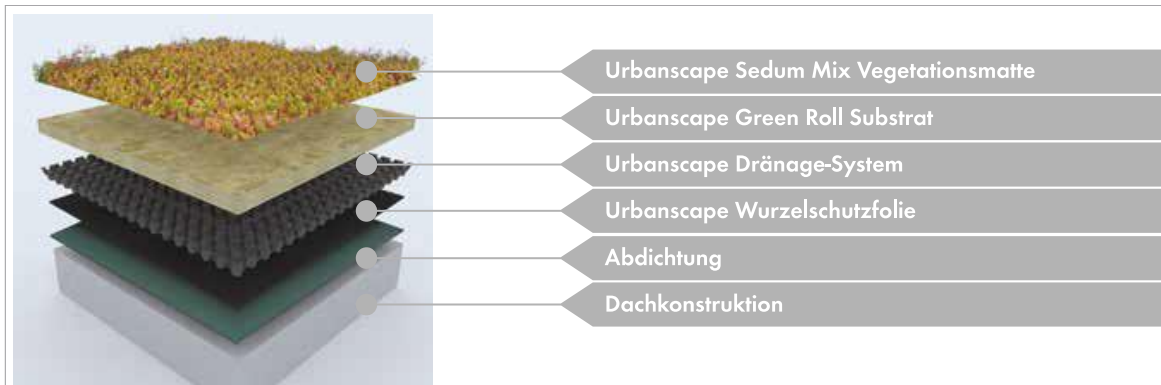 Urbanscape Sedum Mix Vegetationsmatte
Urbanscape Green Roll Substrat
Urbanscape Dränage-System
Urbanscape Wurzelschutzfolie
Abdichtung
Dachkonstruktion